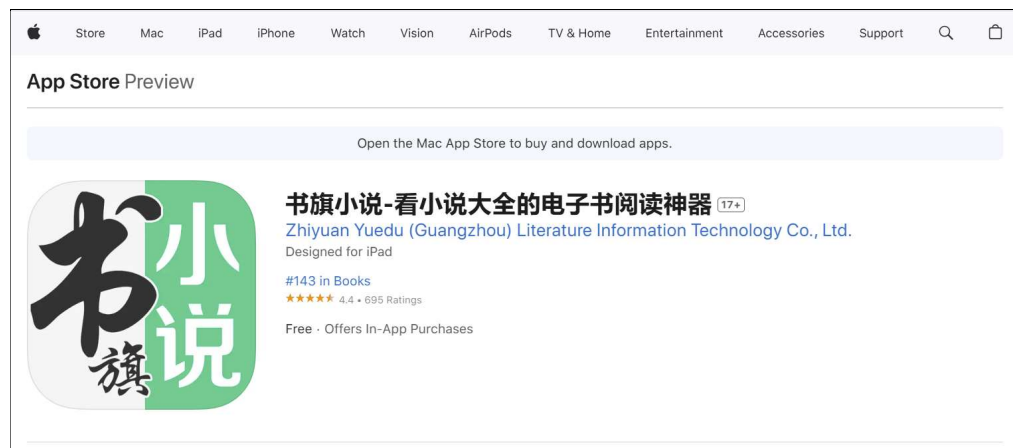 Store Mac iPad iPhone Watch Vision AirPods TV & Home Entertainment Accessories Support
App Store Preview
Open the Mac App Store to buy and download apps.
书旗小说
书旗小说-看小说大全的电子书阅读神器 17+
Zhiyuan Yuedu (Guangzhou) Literature Information Technology Co., Ltd.
Designed for iPad
#143 in Books
★★★★★ 4.4 • 695 Ratings
Free · Offers In-App Purchases